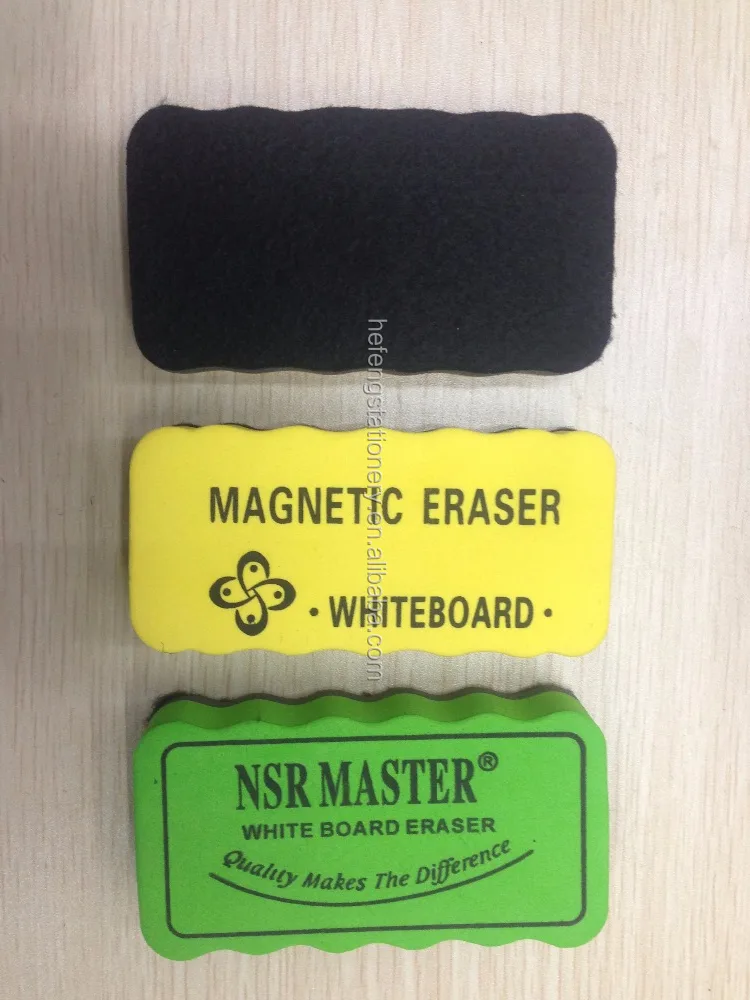 hefengstationery.en.alibaba.com
MAGNETIC ERASER
· WHITEBOARD ·
NSR MASTER®
WHITE BOARD ERASER
Quality Makes The Difference